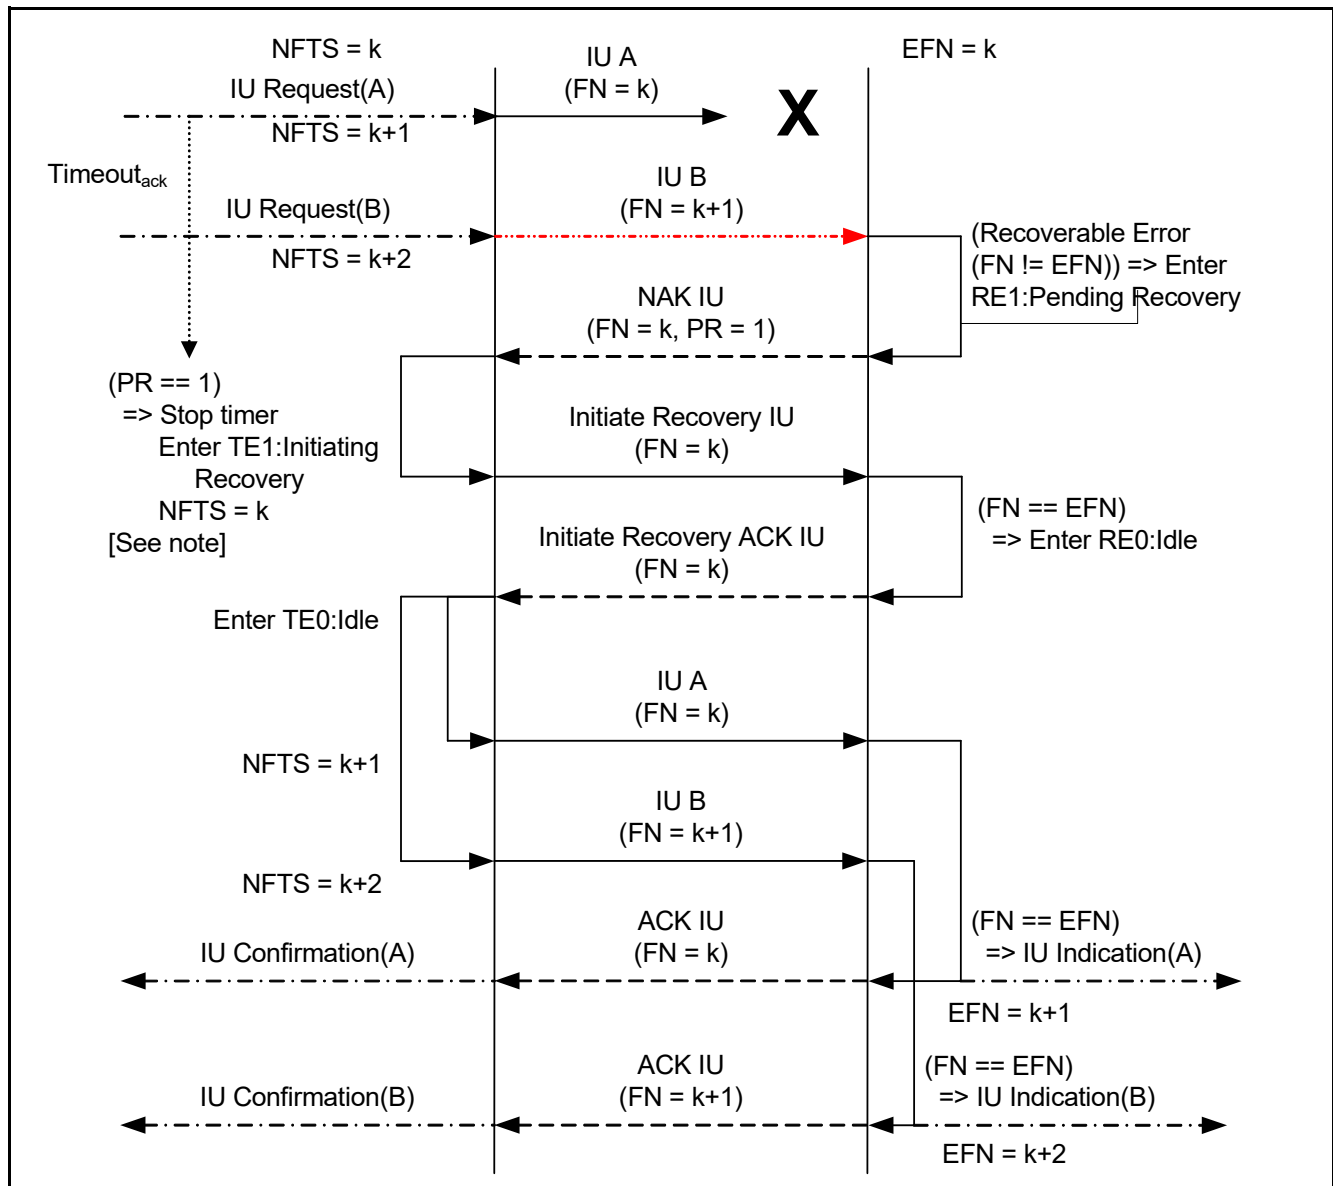 NFTS = k
IU A
EFN = k
IU Request(A)
(FN = k)
X
NFTS = k+1
Timeoutack
IU B
IU Request(B)
(FN = k+1)
NFTS = k+2
(Recoverable Error
(FN != EFN)) => Enter
RE1:Pending Recovery
NAK IU
(FN = k, PR = 1)
(PR == 1)
=> Stop timer
Enter TE1:Initiating
Recovery
NFTS = k
[See note]
Initiate Recovery IU
(FN = k)
(FN == EFN)
=> Enter RE0:Idle
Initiate Recovery ACK IU
(FN = k)
Enter TE0:Idle
IU A
(FN = k)
NFTS = k+1
IU B
(FN = k+1)
NFTS = k+2
ACK IU
(FN = k)
IU Confirmation(A)
(FN == EFN)
=> IU Indication(A)
EFN = k+1
ACK IU
(FN = k+1)
IU Confirmation(B)
(FN == EFN)
=> IU Indication(B)
EFN = k+2